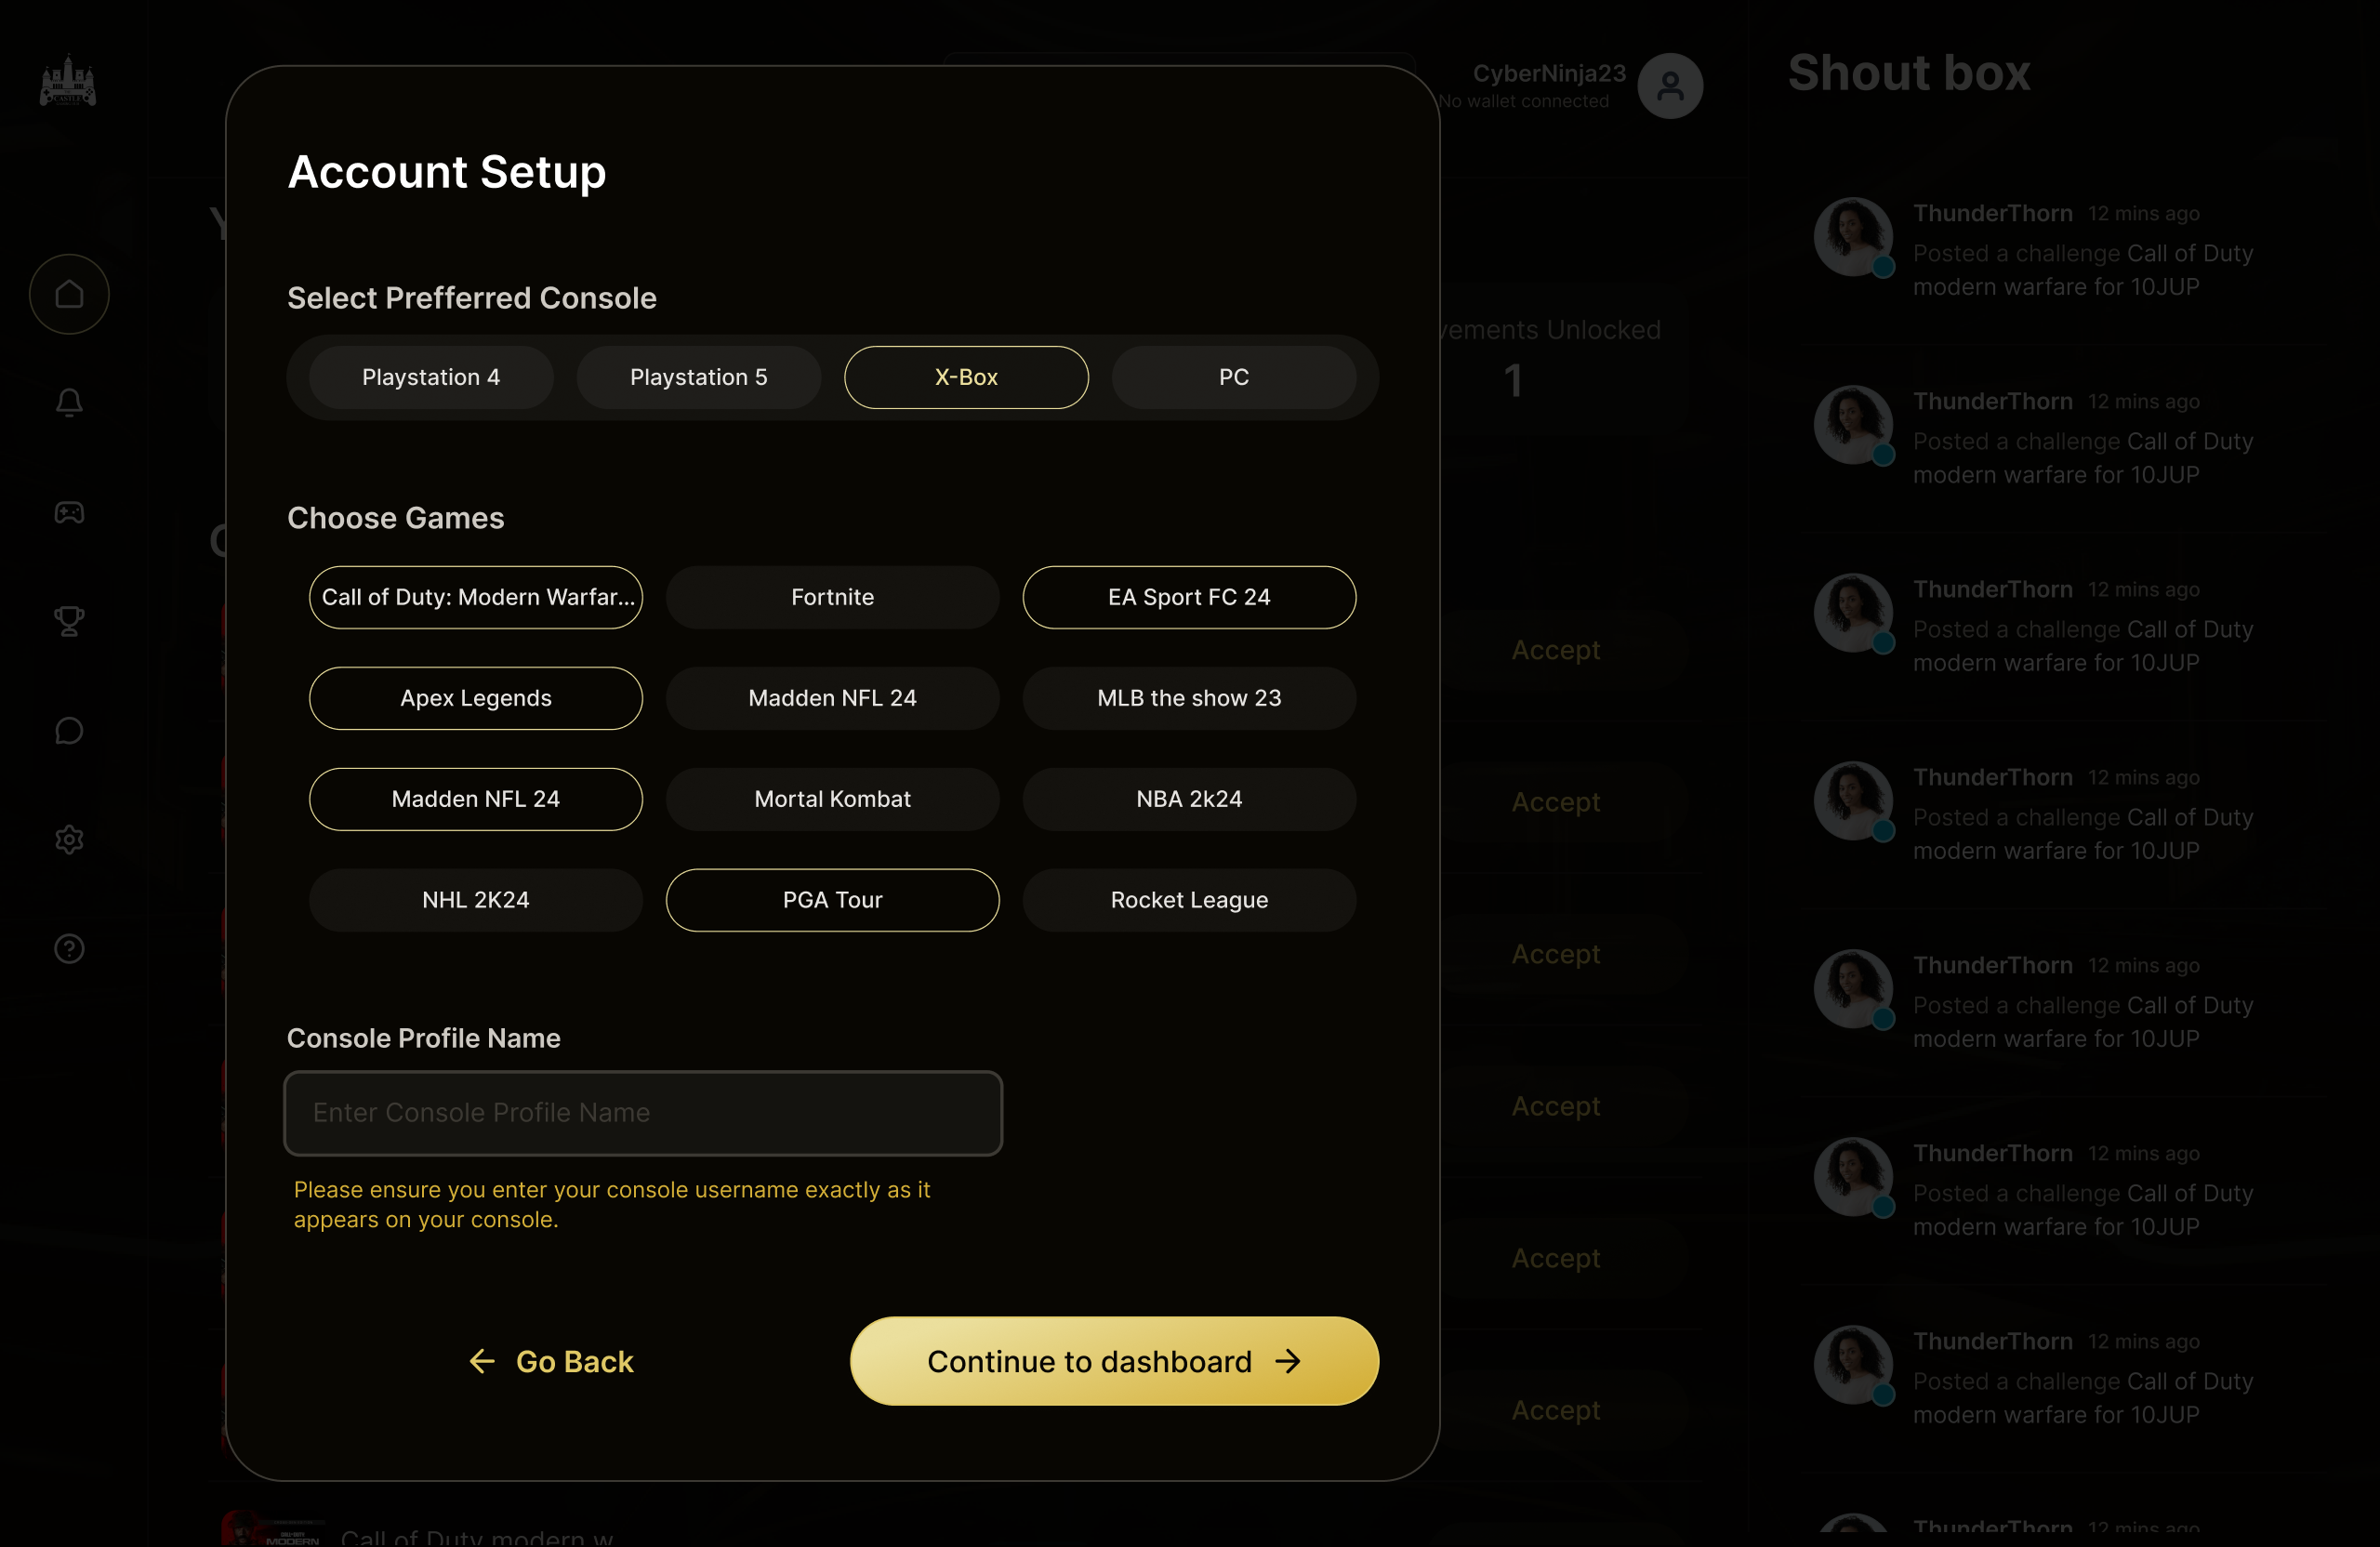 CASTLE
CyberNinja23
No wallet connected
Shout box
Account Setup
Select Prefferred Console
Playstation 4
Playstation 5
X-Box
PC
vements Unlocked
1
Choose Games
Call of Duty: Modern Warfar...
Fortnite
EA Sport FC 24
Apex Legends
Madden NFL 24
MLB the show 23
Madden NFL 24
Mortal Kombat
NBA 2k24
NHL 2K24
PGA Tour
Rocket League
Console Profile Name
Enter Console Profile Name
Please ensure you enter your console username exactly as it
appears on your console.
Go Back
Continue to dashboard
Accept
Accept
Accept
Accept
Accept
Accept
MODERN
Call of Duty modern w
ThunderThorn 12 mins ago
Posted a challenge Call of Duty
modern warfare for 10JUP
ThunderThorn 12 mins ago
Posted a challenge Call of Duty
modern warfare for 10JUP
ThunderThorn 12 mins ago
Posted a challenge Call of Duty
modern warfare for 10JUP
ThunderThorn 12 mins ago
Posted a challenge Call of Duty
modern warfare for 10JUP
ThunderThorn 12 mins ago
Posted a challenge Call of Duty
modern warfare for 10JUP
ThunderThorn 12 mins ago
Posted a challenge Call of Duty
modern warfare for 10JUP
ThunderThorn 12 mins ago
Posted a challenge Call of Duty
modern warfare for 10JUP
ThunderThorn 12 mins ago